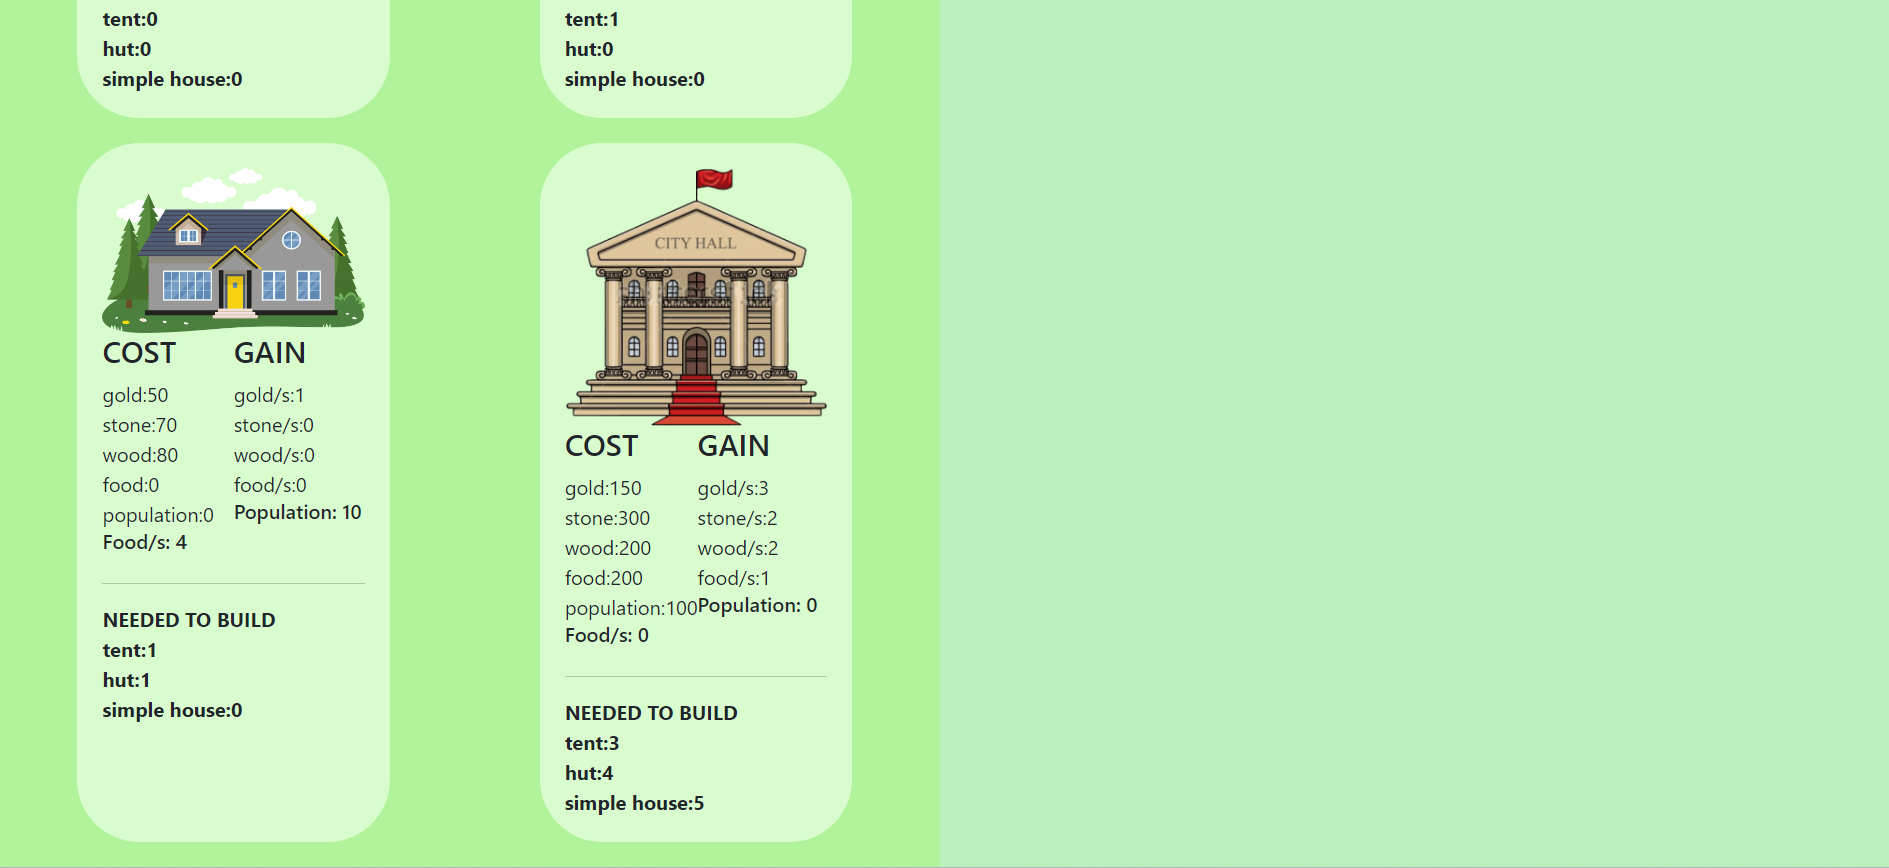 tent:0
hut:0
simple house:0
tent:1
hut:0
simple house:0
COST
gold:50
stone:70
wood:80
food:0
population:0
Food/s: 4
GAIN
gold/s:1
stone/s:0
wood/s:0
food/s:0
Population: 10
NEEDED TO BUILD
tent:1
hut:1
simple house:0
CITY HALL
COST
gold:150
stone:300
wood:200
food:200
population:100
Food/s: 0
GAIN
gold/s:3
stone/s:2
wood/s:2
food/s:1
Population: 0
NEEDED TO BUILD
tent:3
hut:4
simple house:5